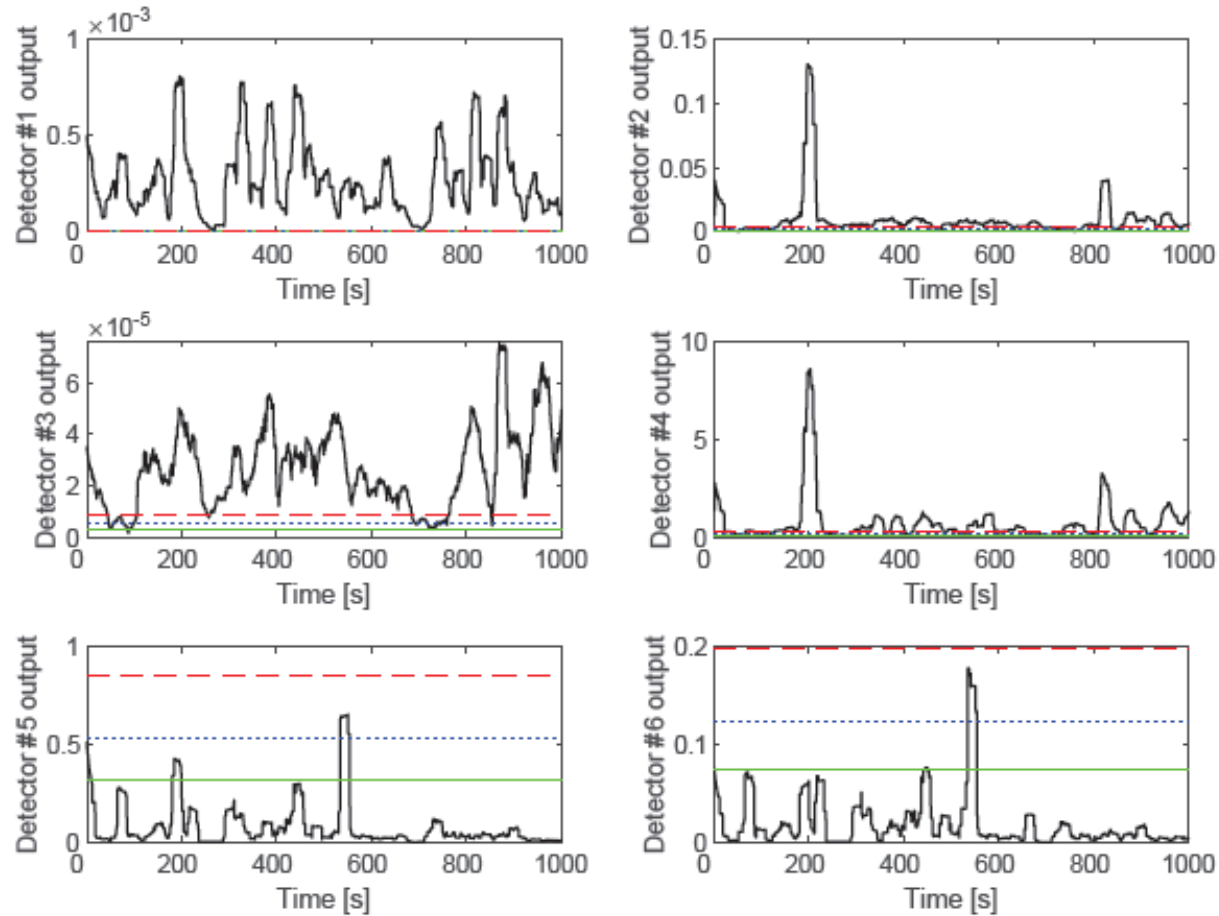 ×10⁻³
1
0.5
0
Detector #1 output
0 200 400 600 800 1000
Time [s]
0.15
0.1
0.05
0
Detector #2 output
0 200 400 600 800 1000
Time [s]
×10⁻⁵
6
4
2
0
Detector #3 output
0 200 400 600 800 1000
Time [s]
10
5
0
Detector #4 output
0 200 400 600 800 1000
Time [s]
1
0.5
0
Detector #5 output
0 200 400 600 800 1000
Time [s]
0.2
0.1
0
Detector #6 output
0 200 400 600 800 1000
Time [s]